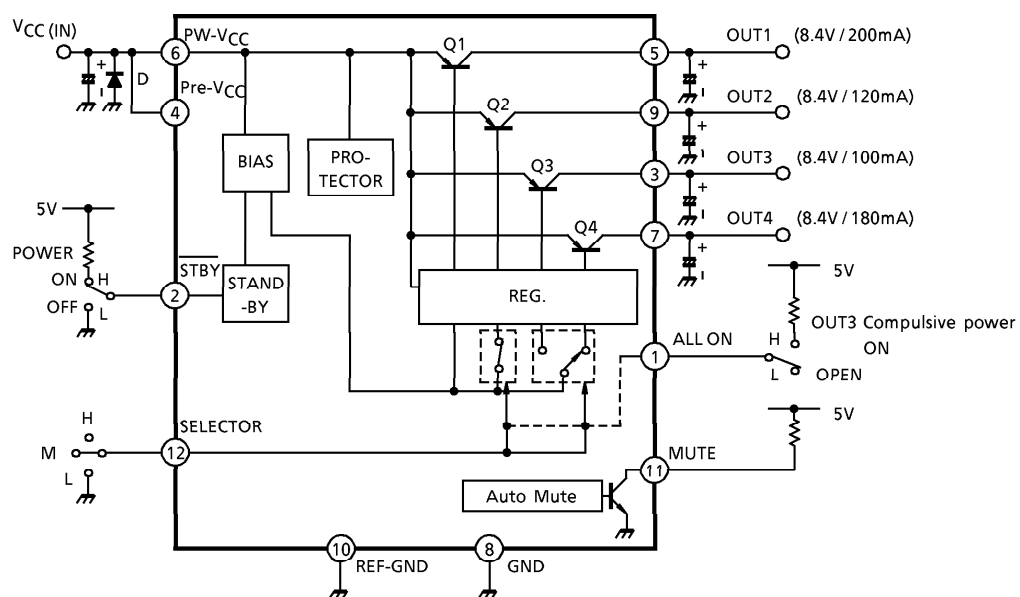 VCC (IN)
6
PW-VCC
Q1
5
OUT1
(8.4V / 200mA)
+
D
Pre-VCC
4
Q2
9
OUT2
(8.4V / 120mA)
+
BIAS
PRO-
TECTOR
Q3
3
OUT3
(8.4V / 100mA)
+
5V
Q4
7
OUT4
(8.4V / 180mA)
+
POWER
ON
H
OFF
L
STBY
2
STAND
-BY
REG.
5V
OUT3 Compulsive power
ON
1
ALL ON
H
L
OPEN
5V
H
M
L
SELECTOR
12
MUTE
11
Auto Mute
10
REF-GND
8
GND
+